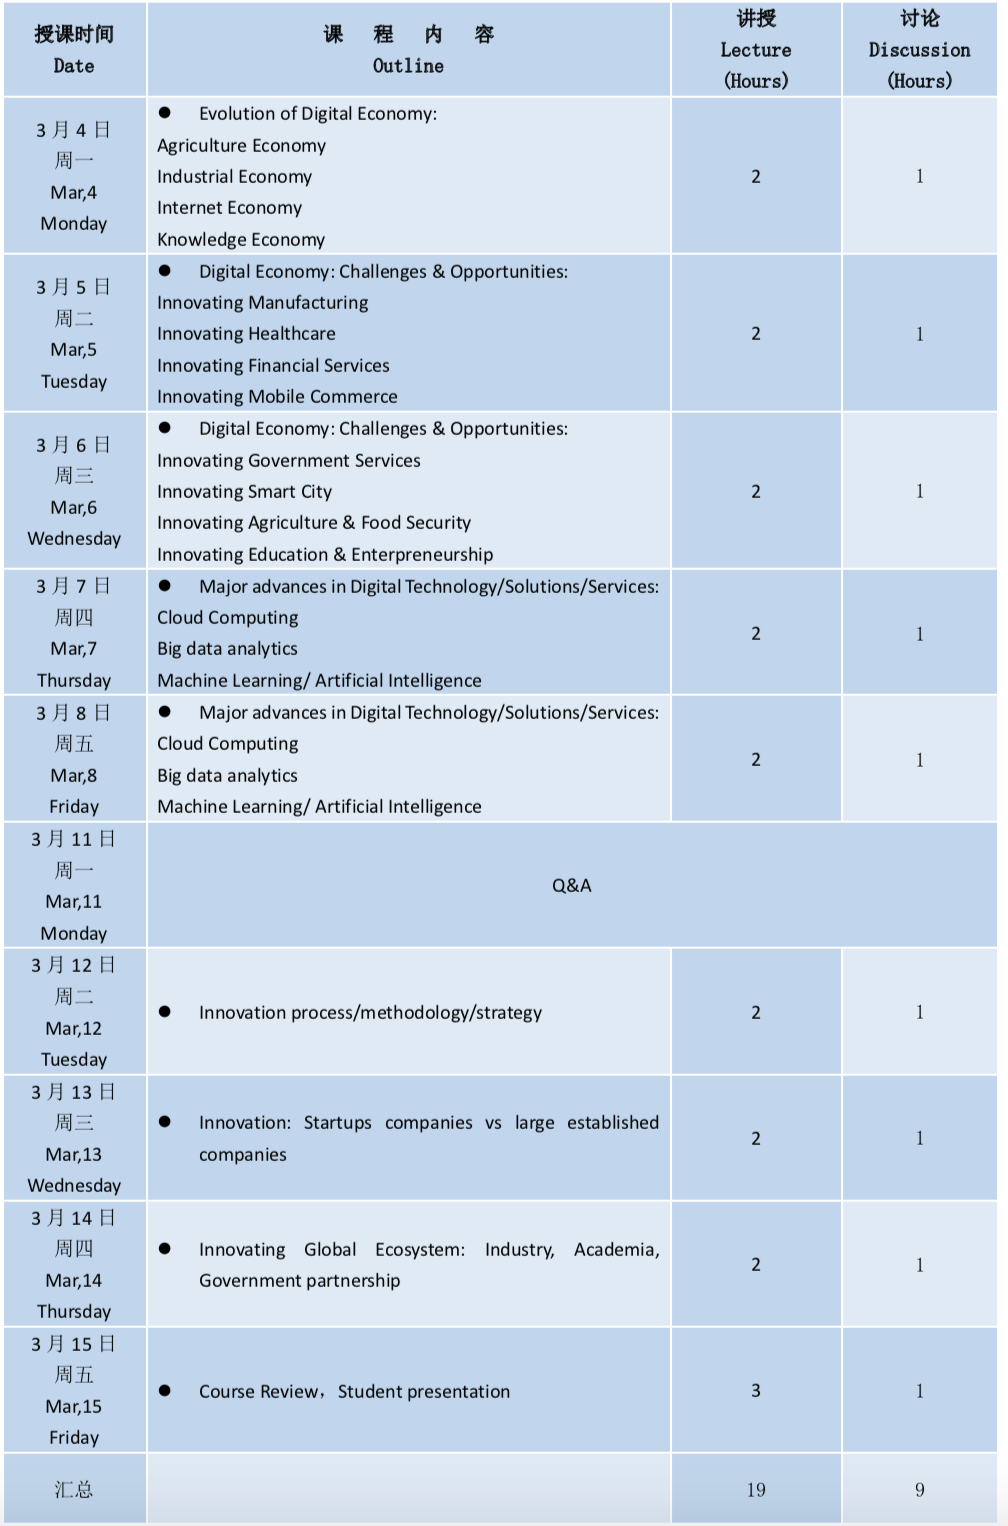 授课时间
Date
课 程 内 容
Outline
讲授
Lecture
(Hours)
讨论
Discussion
(Hours)
3 月 4 日
周一
Mar,4
Monday
● Evolution of Digital Economy:
Agriculture Economy
Industrial Economy
Internet Economy
Knowledge Economy
2
1
3 月 5 日
周二
Mar,5
Tuesday
● Digital Economy: Challenges & Opportunities:
Innovating Manufacturing
Innovating Healthcare
Innovating Financial Services
Innovating Mobile Commerce
2
1
3 月 6 日
周三
Mar,6
Wednesday
● Digital Economy: Challenges & Opportunities:
Innovating Government Services
Innovating Smart City
Innovating Agriculture & Food Security
Innovating Education & Enterpreneurship
2
1
3 月 7 日
周四
Mar,7
Thursday
● Major advances in Digital Technology/Solutions/Services:
Cloud Computing
Big data analytics
Machine Learning/ Artificial Intelligence
2
1
3 月 8 日
周五
Mar,8
Friday
● Major advances in Digital Technology/Solutions/Services:
Cloud Computing
Big data analytics
Machine Learning/ Artificial Intelligence
2
1
3 月 11 日
周一
Mar,11
Monday
Q&A
3 月 12 日
周二
Mar,12
Tuesday
● Innovation process/methodology/strategy
2
1
3 月 13 日
周三
Mar,13
Wednesday
● Innovation: Startups companies vs large established
companies
2
1
3 月 14 日
周四
Mar,14
Thursday
● Innovating Global Ecosystem: Industry, Academia,
Government partnership
2
1
3 月 15 日
周五
Mar,15
Friday
● Course Review，Student presentation
3
1
汇总
19
9